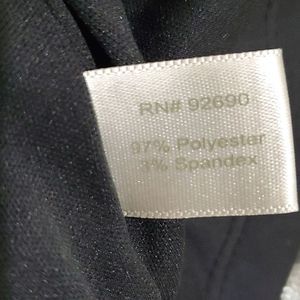 RN# 92690
97% Polyester
3% Spandex